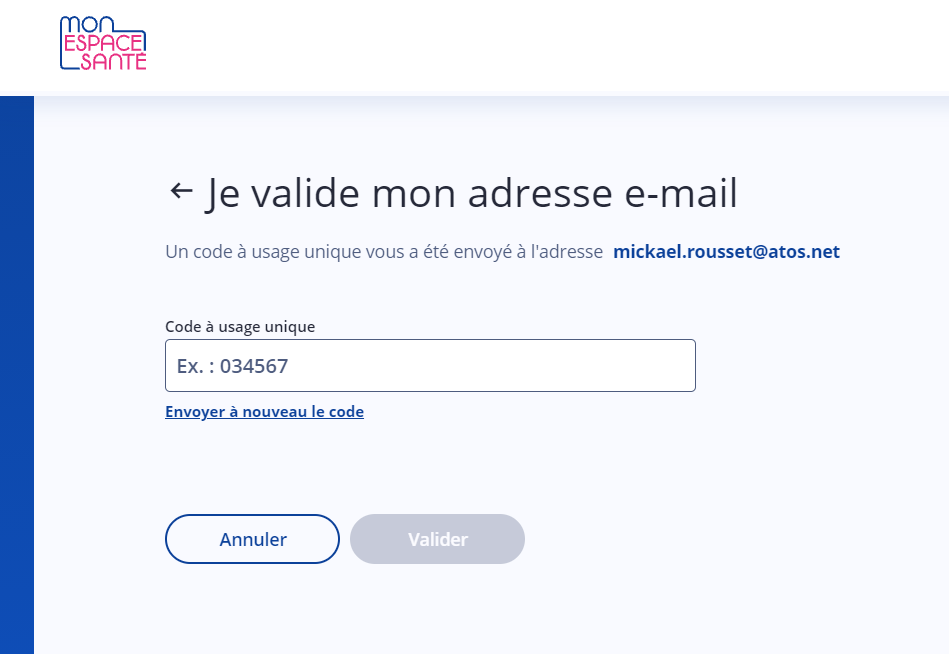 mon
ESPACE
SANTÉ
Je valide mon adresse e-mail
Un code à usage unique vous a été envoyé à l'adresse mickael.rousset@atos.net
Code à usage unique
Ex. : 034567
Envoyer à nouveau le code
Annuler
Valider